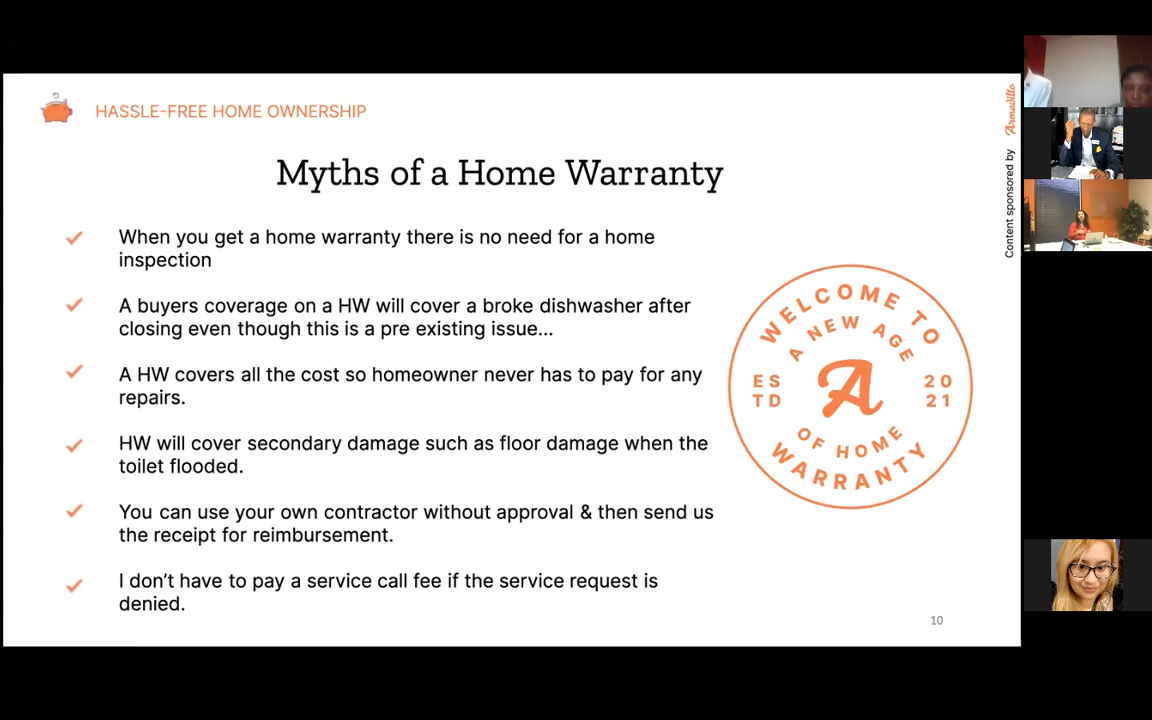 HASSLE-FREE HOME OWNERSHIP
Myths of a Home Warranty
When you get a home warranty there is no need for a home
inspection
A buyers coverage on a HW will cover a broke dishwasher after
closing even though this is a pre existing issue...
A HW covers all the cost so homeowner never has to pay for any
repairs.
HW will cover secondary damage such as floor damage when the
toilet flooded.
You can use your own contractor without approval & then send us
the receipt for reimbursement.
I don't have to pay a service call fee if the service request is
denied.
WELCOME TO
A NEW AGE
ES
TD
A
20
21
OF HOME
WARRANTY
Content sponsored by Armadillo
10